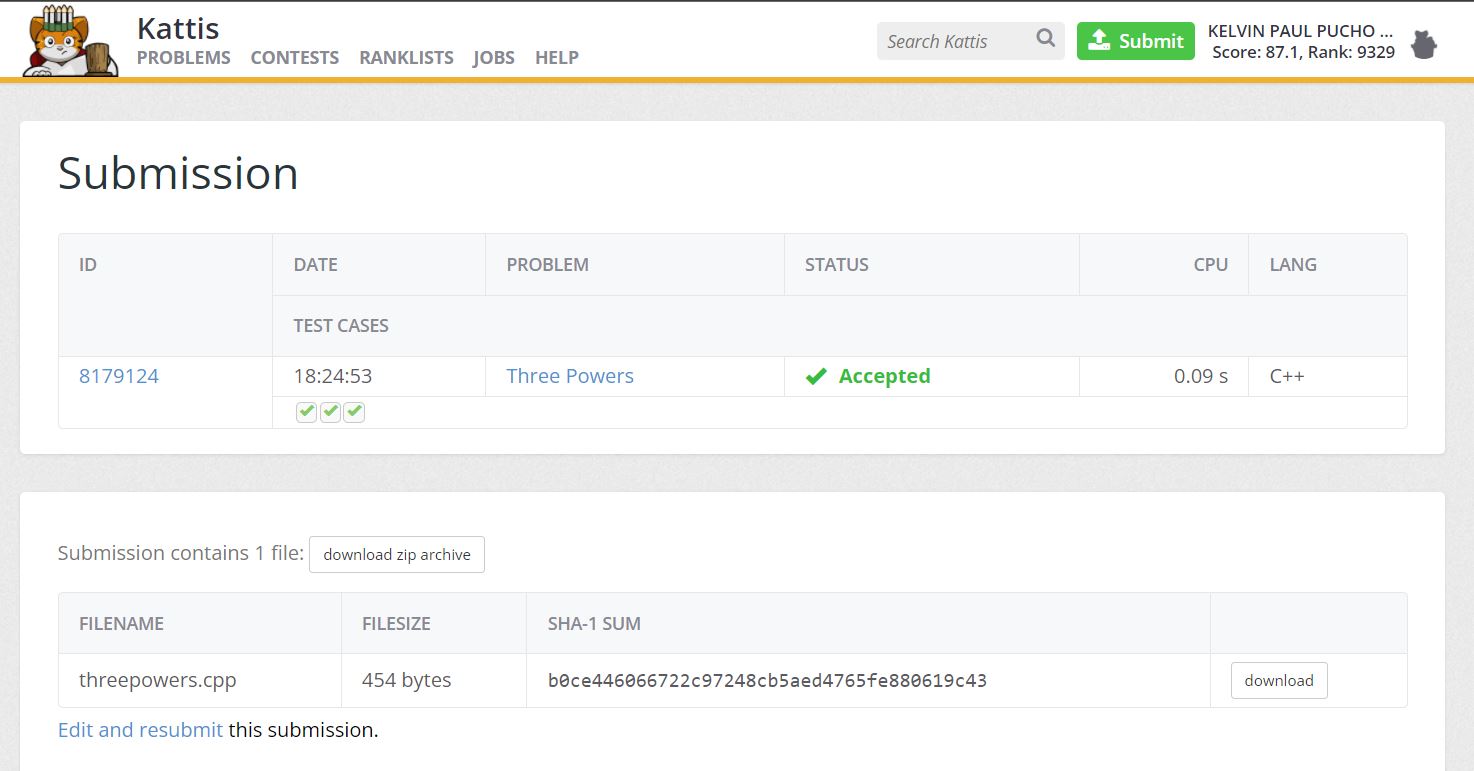 Kattis
PROBLEMS CONTESTS RANKLISTS JOBS HELP
Search Kattis
Submit
KELVIN PAUL PUCHO ...
Score: 87.1, Rank: 9329
Submission
ID DATE PROBLEM STATUS CPU LANG
TEST CASES
8179124 18:24:53 Three Powers Accepted 0.09 s C++
Submission contains 1 file: download zip archive
FILENAME FILESIZE SHA-1 SUM
threepowers.cpp 454 bytes b0ce446066722c97248cb5aed4765fe880619c43 download
Edit and resubmit this submission.